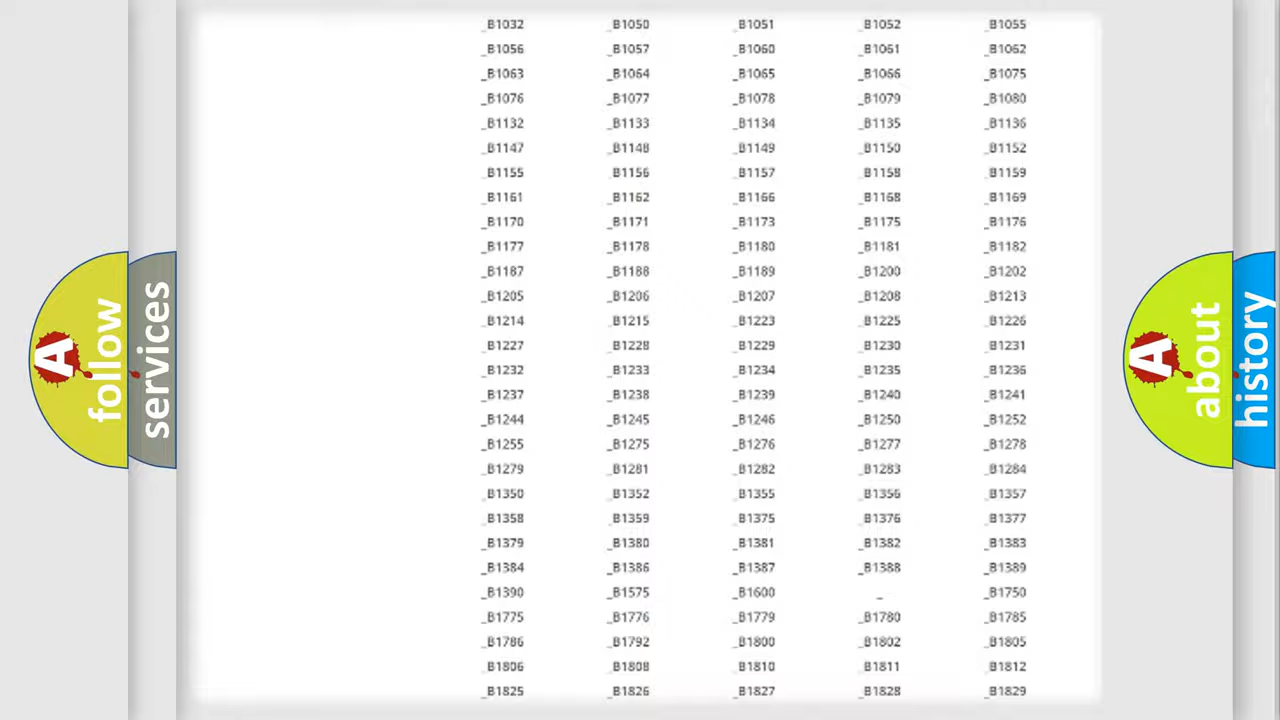 _B1032 _B1050 _B1051 _B1052 _B1055
_B1056 _B1057 _B1060 _B1061 _B1062
_B1063 _B1064 _B1065 _B1066 _B1075
_B1076 _B1077 _B1078 _B1079 _B1080
_B1132 _B1133 _B1134 _B1135 _B1136
_B1147 _B1148 _B1149 _B1150 _B1152
_B1155 _B1156 _B1157 _B1158 _B1159
_B1161 _B1162 _B1166 _B1168 _B1169
_B1170 _B1171 _B1173 _B1175 _B1176
_B1177 _B1178 _B1180 _B1181 _B1182
_B1187 _B1188 _B1189 _B1200 _B1202
_B1205 _B1206 _B1207 _B1208 _B1213
_B1214 _B1215 _B1223 _B1225 _B1226
_B1227 _B1228 _B1229 _B1230 _B1231
_B1232 _B1233 _B1234 _B1235 _B1236
_B1237 _B1238 _B1239 _B1240 _B1241
_B1244 _B1245 _B1246 _B1250 _B1252
_B1255 _B1275 _B1276 _B1277 _B1278
_B1279 _B1281 _B1282 _B1283 _B1284
_B1350 _B1352 _B1355 _B1356 _B1357
_B1358 _B1359 _B1375 _B1376 _B1377
_B1379 _B1380 _B1381 _B1382 _B1383
_B1384 _B1386 _B1387 _B1388 _B1389
_B1390 _B1575 _B1600 _ _B1750
_B1775 _B1776 _B1779 _B1780 _B1785
_B1786 _B1792 _B1800 _B1802 _B1805
_B1806 _B1808 _B1810 _B1811 _B1812
_B1825 _B1826 _B1827 _B1828 _B1829
A
follow
services
A
about
history